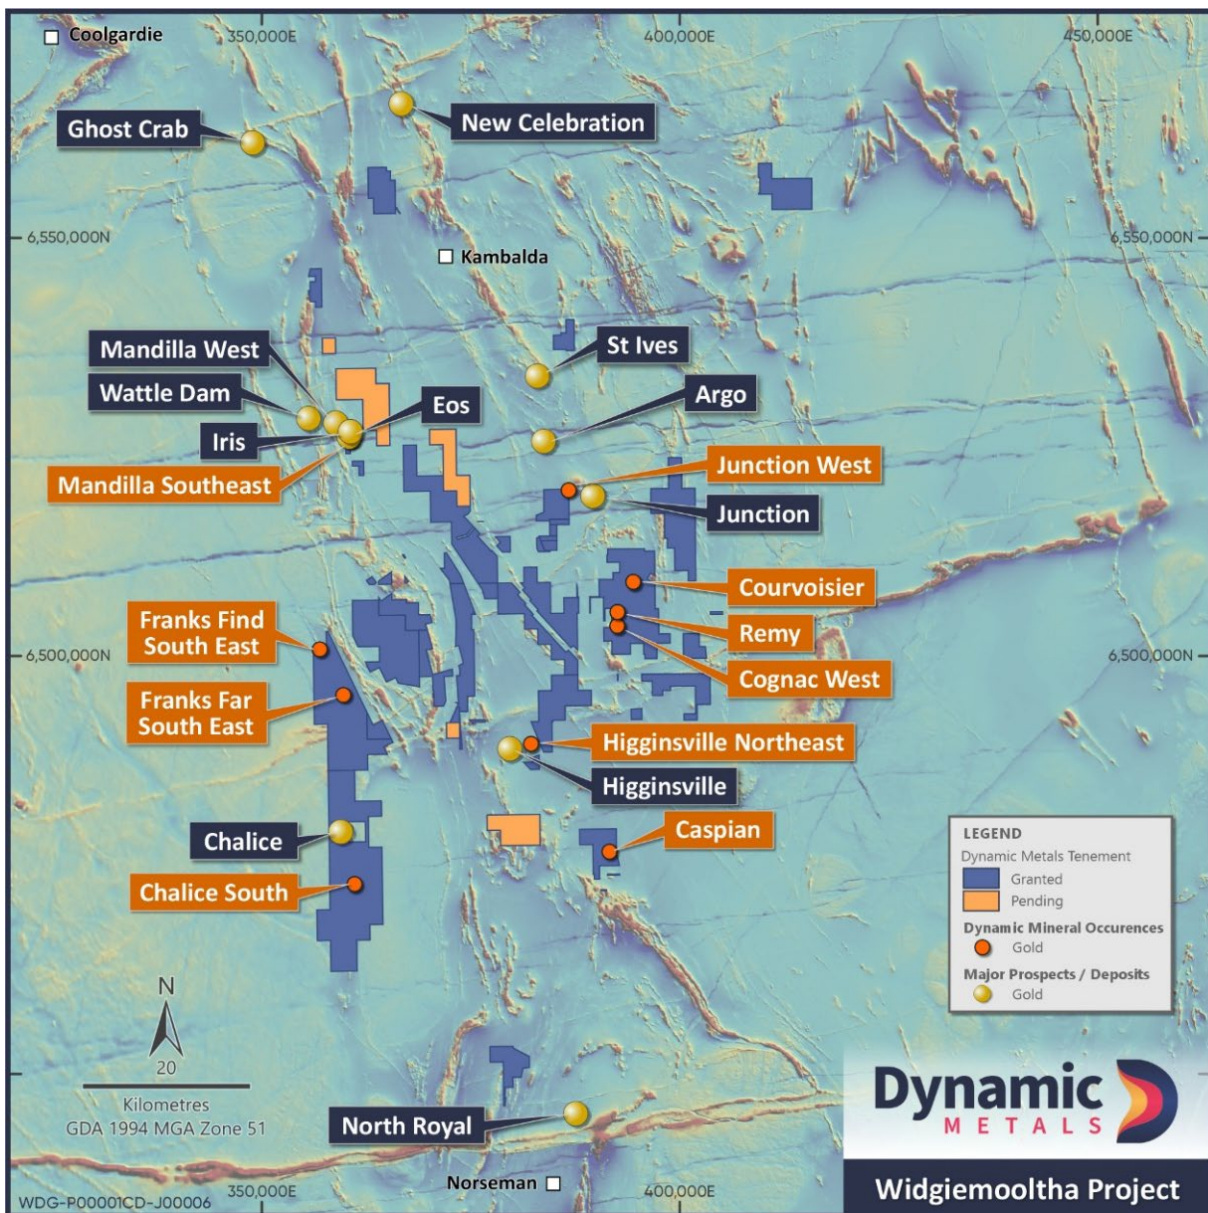 Coolgardie
350,000E
400,000E
450,000E
Ghost Crab
New Celebration
6,550,000N
6,550,000N
Kambalda
Mandilla West
St Ives
Wattle Dam
Eos
Argo
Iris
Mandilla Southeast
Junction West
Junction
Courvoisier
Franks Find
South East
Remy
6,500,000N
6,500,000N
Cognac West
Franks Far
South East
Higginsville Northeast
Higginsville
Chalice
Caspian
Chalice South
LEGEND
Dynamic Metals Tenement
Granted
Pending
Dynamic Mineral Occurences
Gold
Major Prospects / Deposits
Gold
N
20
Kilometres
GDA 1994 MGA Zone 51
North Royal
Dynamic
METALS
Norseman
350,000E
400,000E
WDG-P00001CD-J00006
Widgiemooltha Project